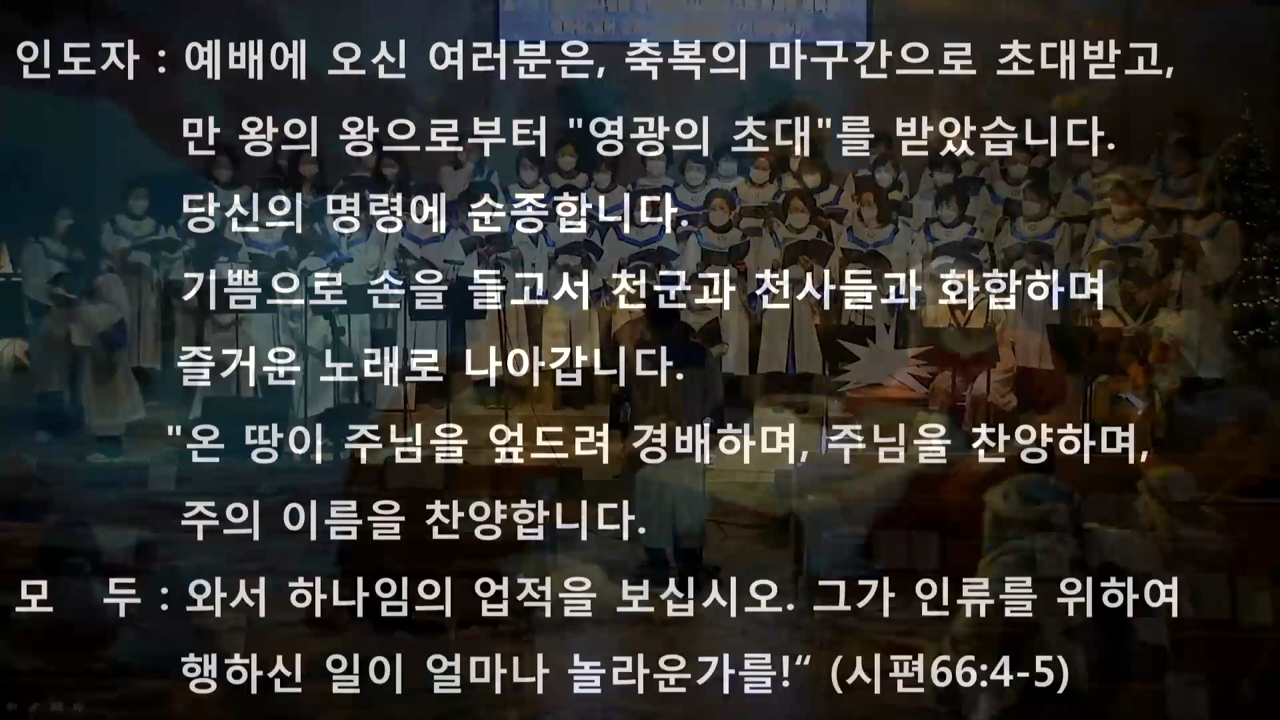 인도자 : 예배에 오신 여러분은, 축복의 마구간으로 초대받고,
만 왕의 왕으로부터 "영광의 초대"를 받았습니다.
당신의 명령에 순종합니다.
기쁨으로 손을 들고서 천군과 천사들과 화합하며
즐거운 노래로 나아갑니다.
"온 땅이 주님을 엎드려 경배하며, 주님을 찬양하며,
주의 이름을 찬양합니다.
모 두 : 와서 하나임의 업적을 보십시오. 그가 인류를 위하여
행하신 일이 얼마나 놀라운가를!“ (시편66:4-5)